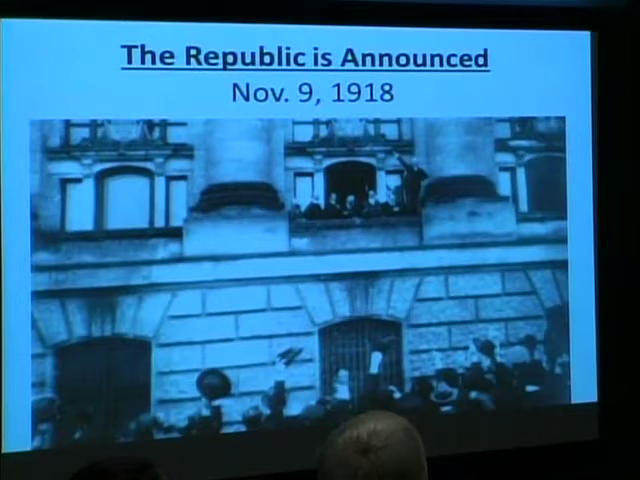 The Republic is Announced
Nov. 9, 1918